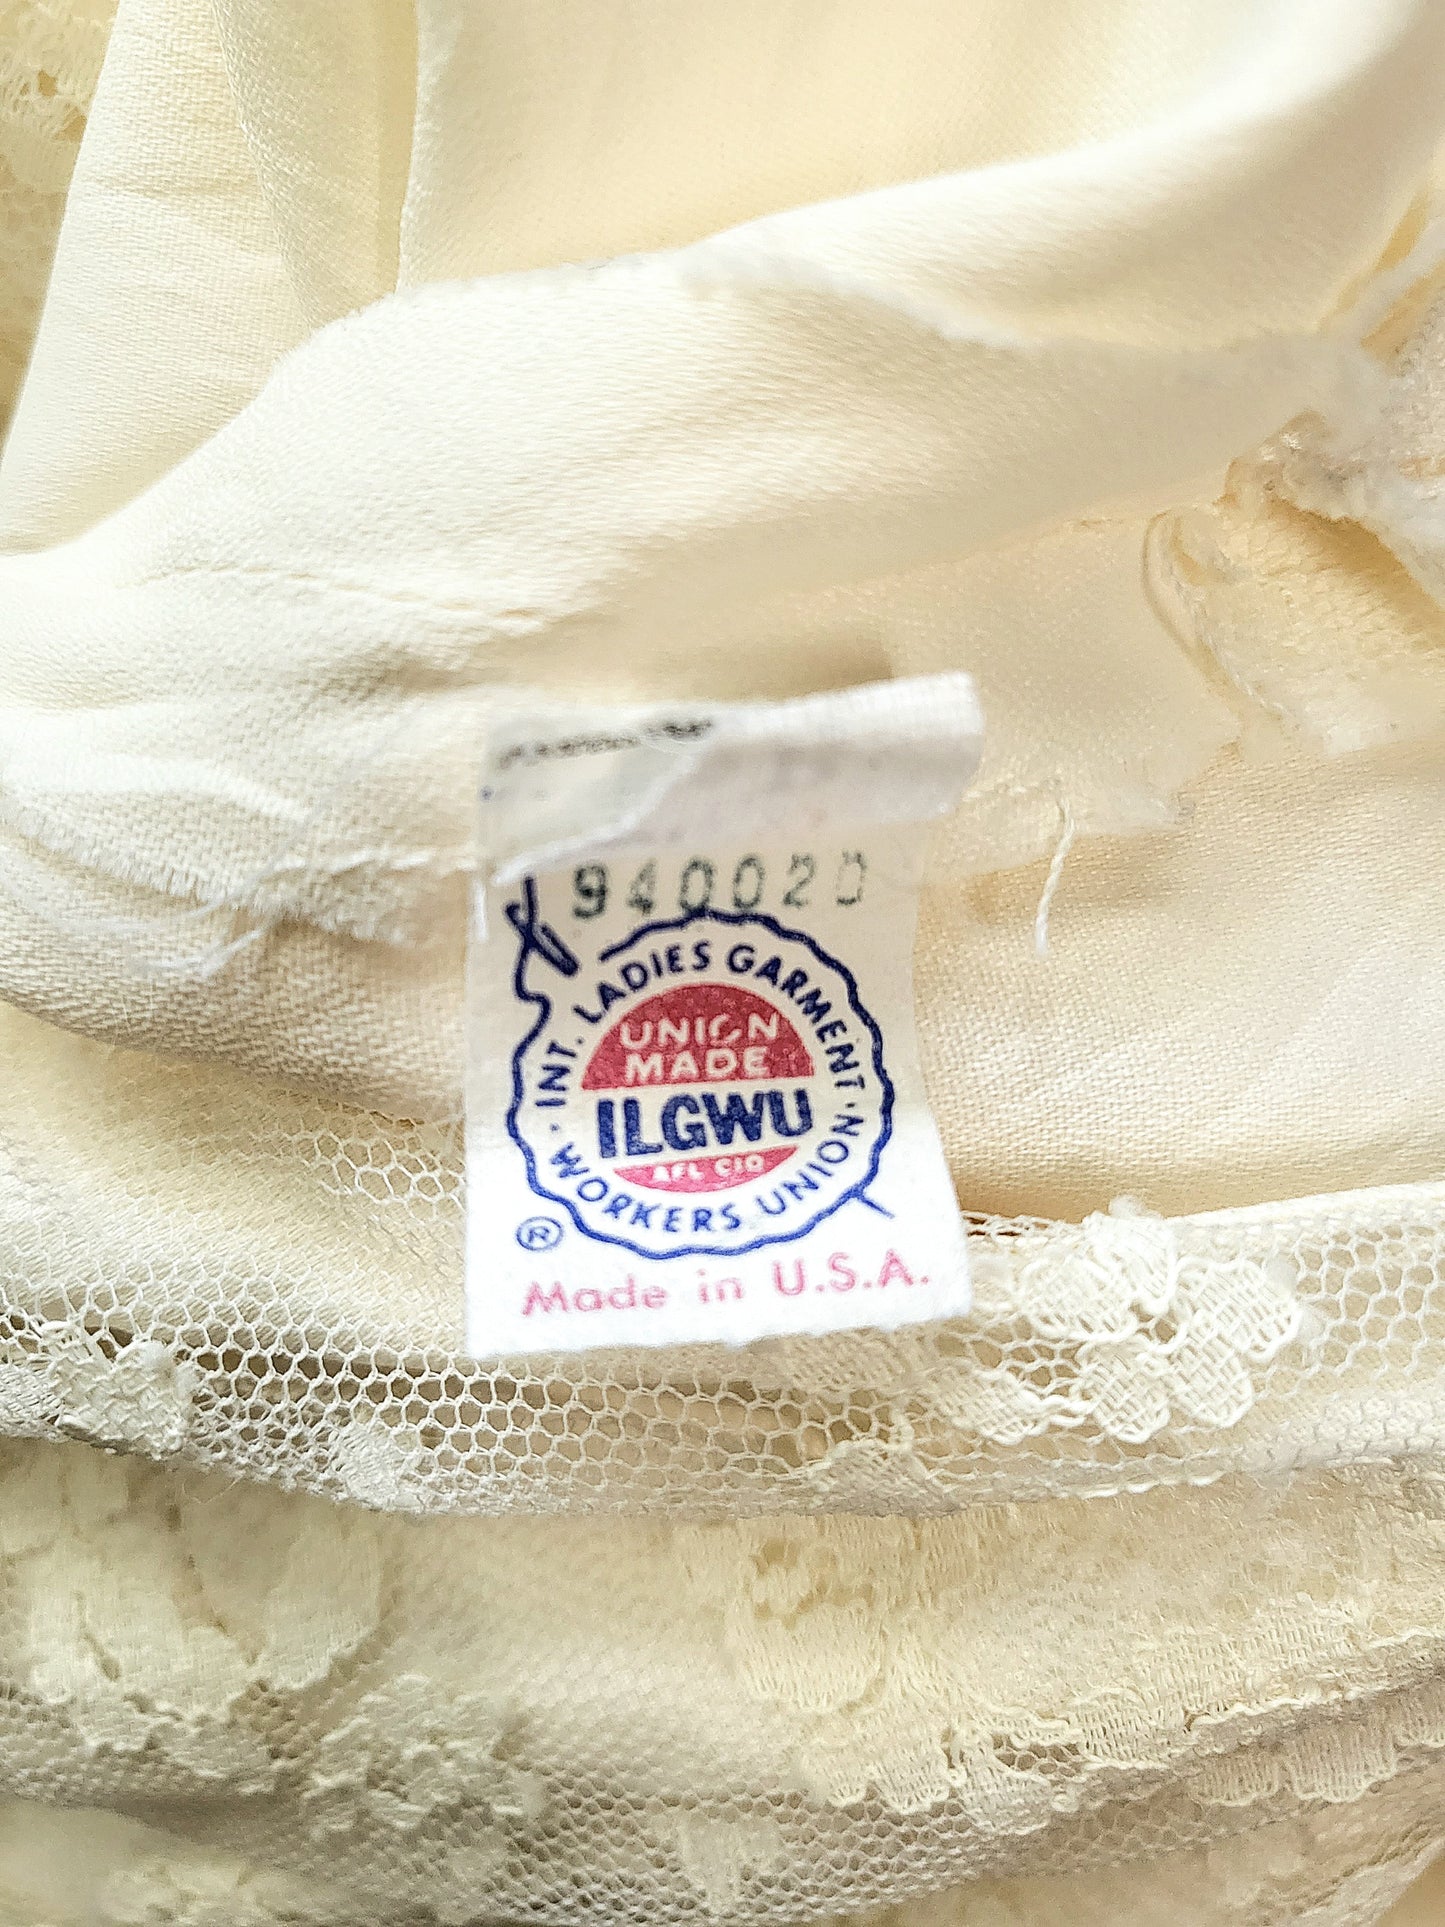 940020
INT. LADIES GARMENT
UNION
MADE
ILGWU
AFL CIO
WORKERS UNION
®
Made in U.S.A.